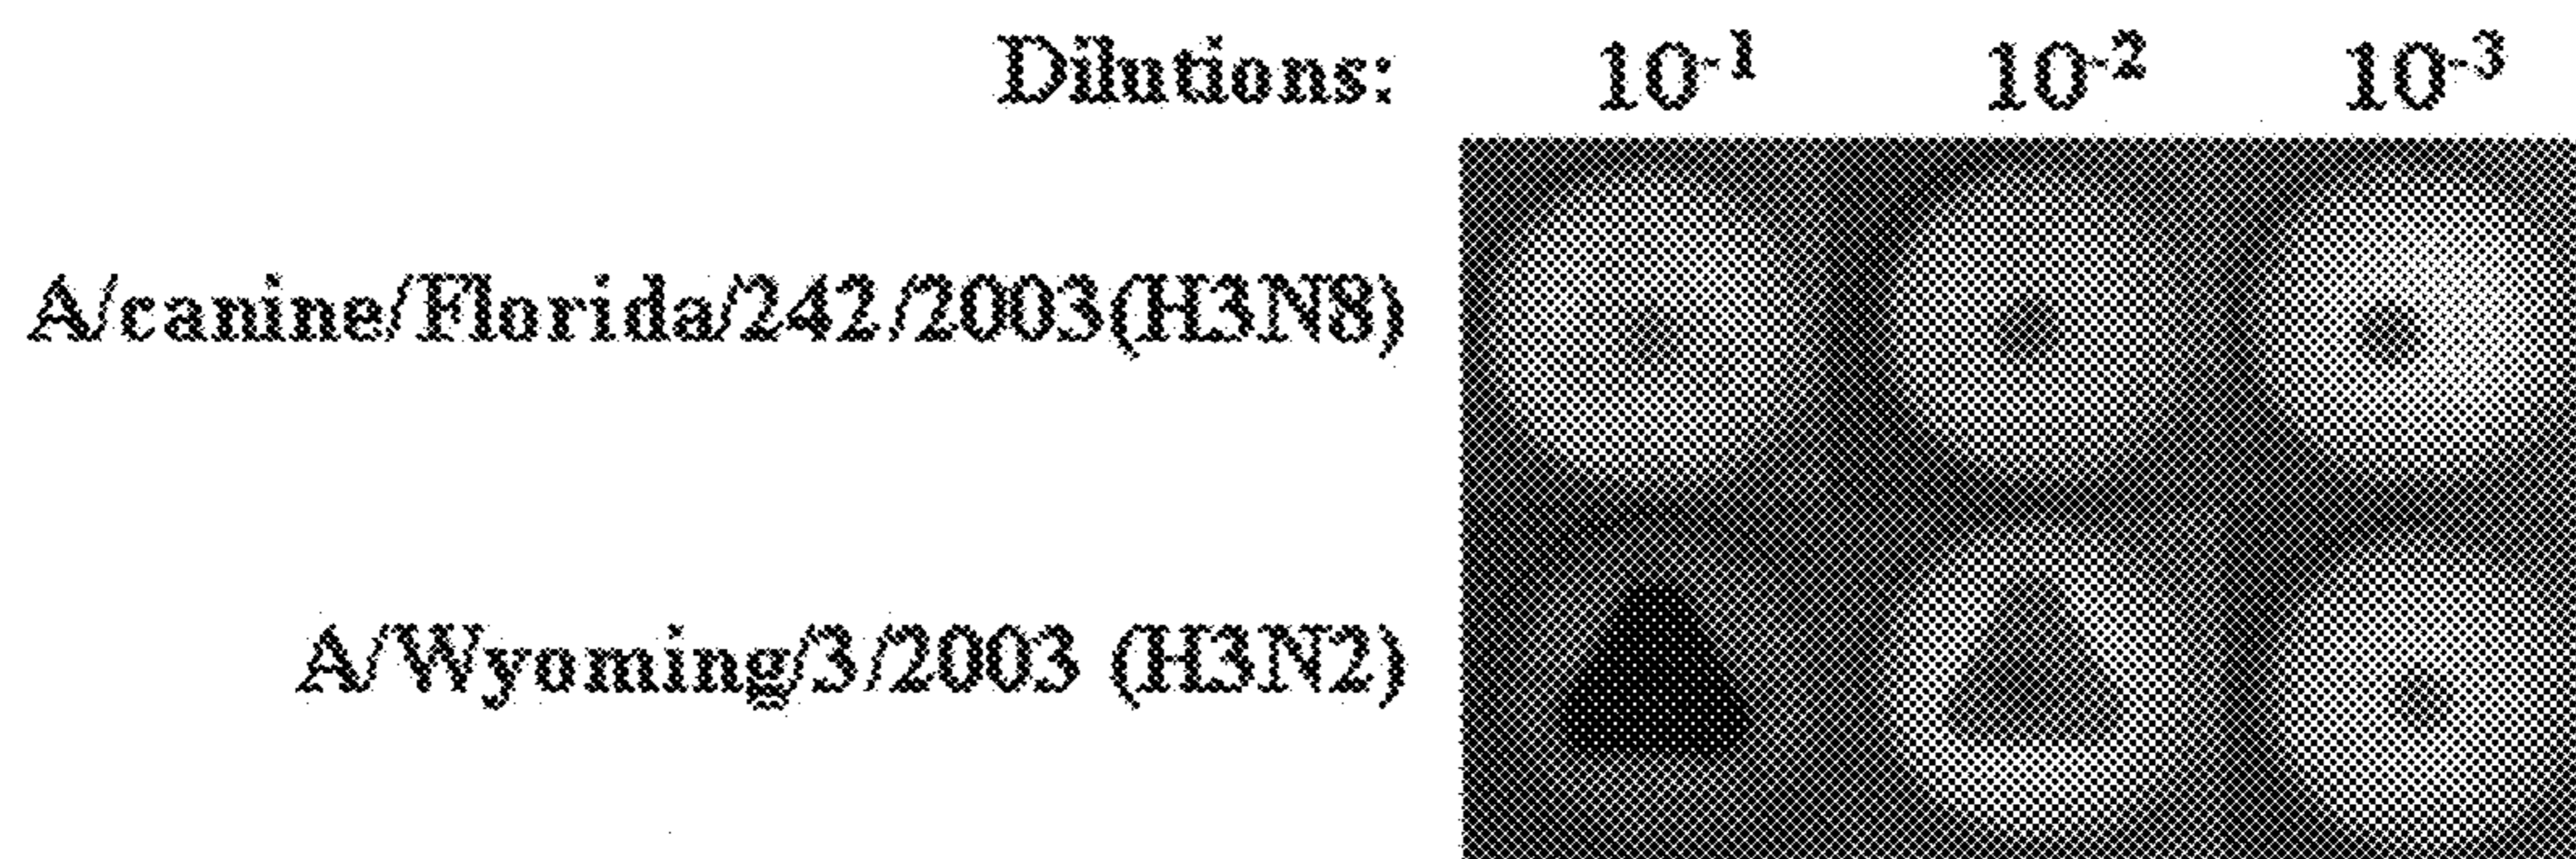 Dilutions: 10⁻¹ 10⁻² 10⁻³
A/canine/Florida/242/2003(H3N8)
A/Wyoming/3/2003 (H3N2)